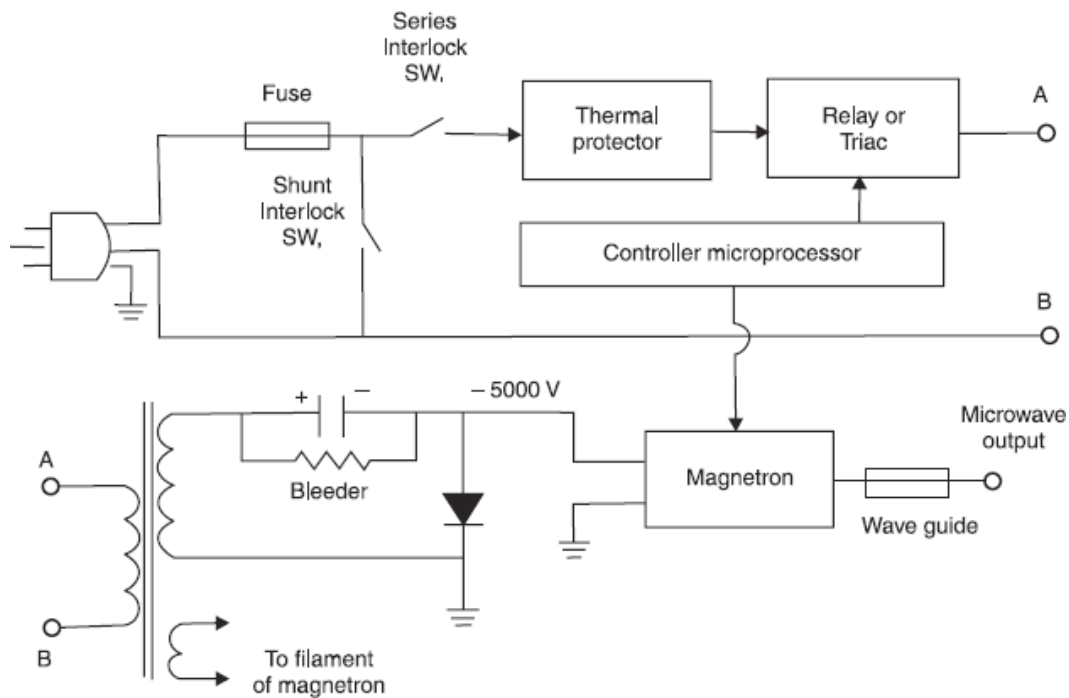 Series
Interlock
SW,
Fuse
Thermal
protector
Relay or
Triac
A
Shunt
Interlock
SW,
Controller microprocessor
B
+
–
– 5000 V
Bleeder
Microwave
output
A
Magnetron
Wave guide
B
To filament
of magnetron